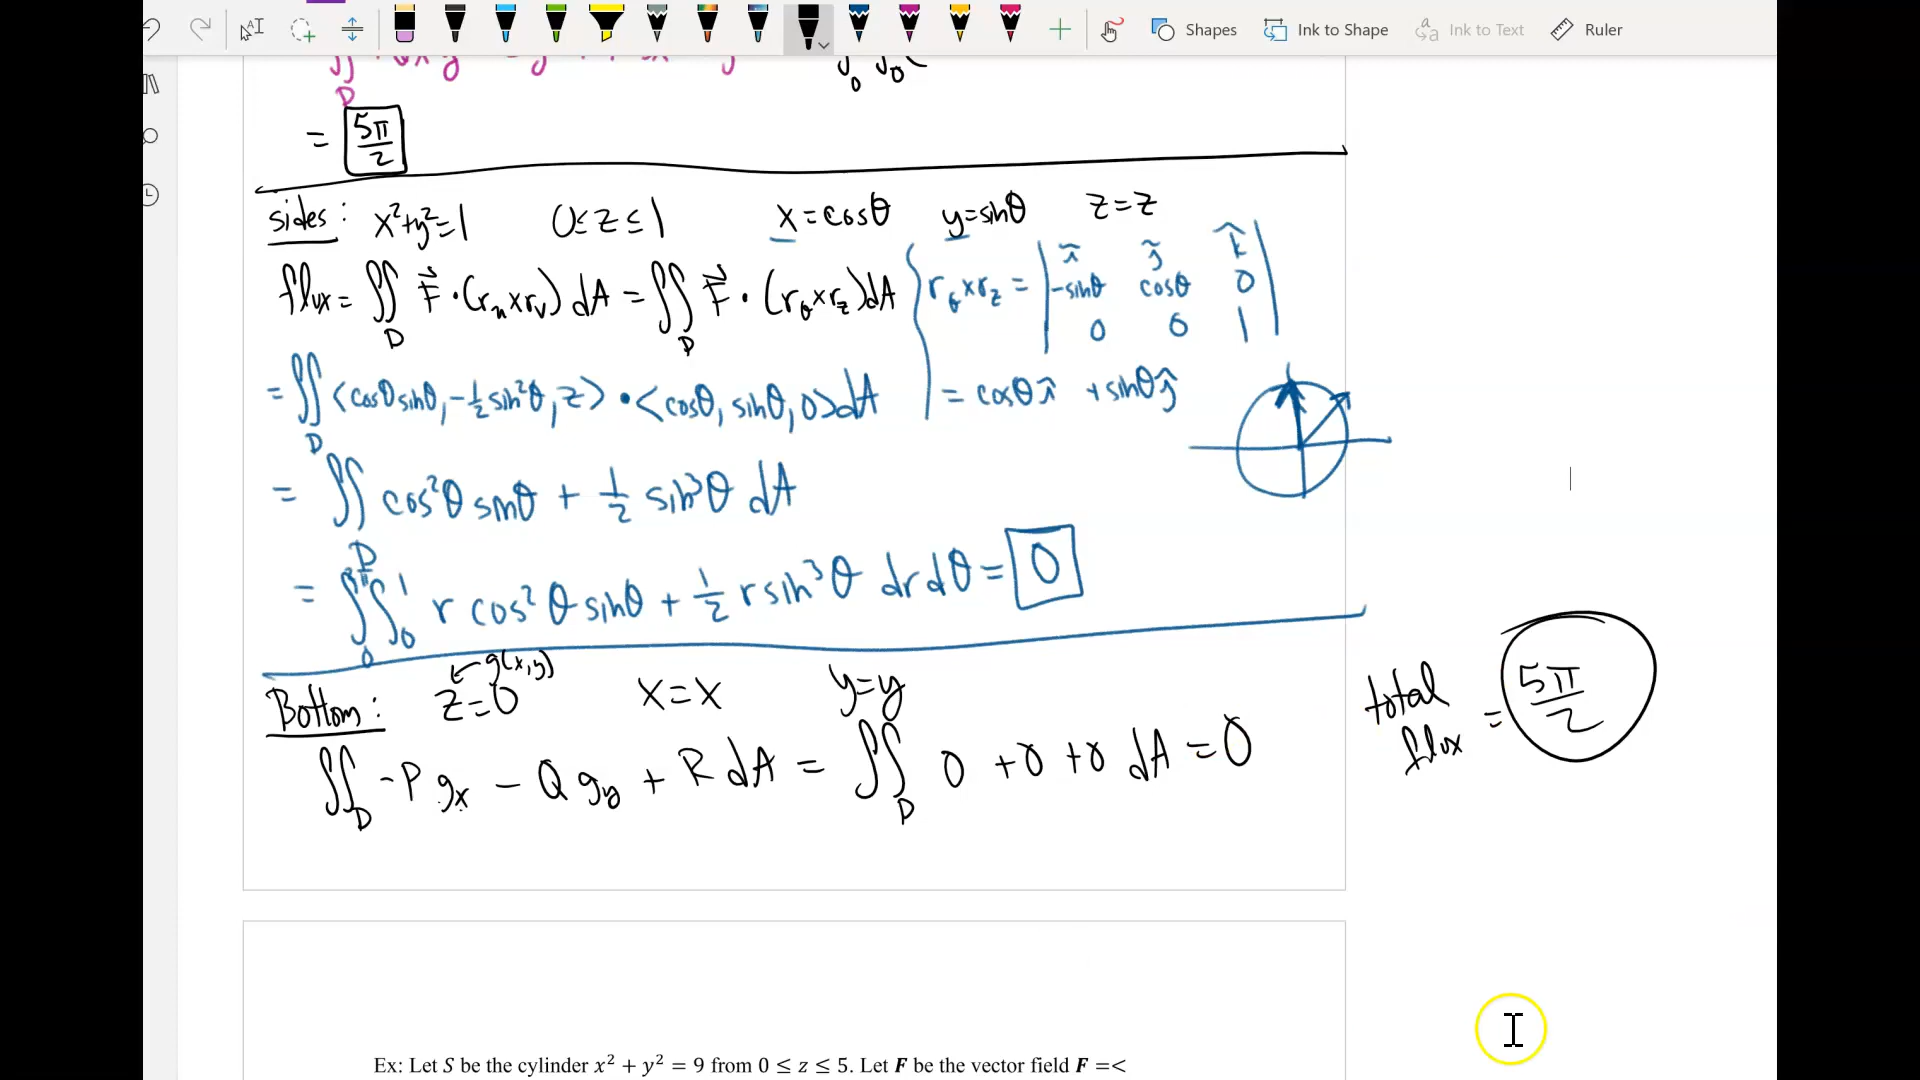 Shapes Ink to Shape Ink to Text Ruler
D
= 5π/2
sides: x²+y²=1 0≤z≤1 x=cosθ y=sinθ z=z
flux = ∬_D F⃗ · (r_u×r_v) dA = ∬_D F⃗ · (r_θ×r_z)dA
r_θ×r_z = | î ĵ k̂
-sinθ cosθ 0
0 0 1 |
= ∬_D <cosθ sinθ, -½sin²θ, z> · <cosθ, sinθ, 0>dA
= cosθ î + sinθ ĵ
= ∬_D cos²θ sinθ + ½ sin³θ dA
= ∫∫₀¹ r cos²θ sinθ + ½ r sin³θ dr dθ = 0
Bottom: z=0 ← g(x,y) x=x y=y
∬_D -P g_x - Q g_y + R dA = ∬_D 0 + 0 + 0 dA = 0
total flux = 5π/2
Ex: Let S be the cylinder x² + y² = 9 from 0 ≤ z ≤ 5. Let F be the vector field F =<